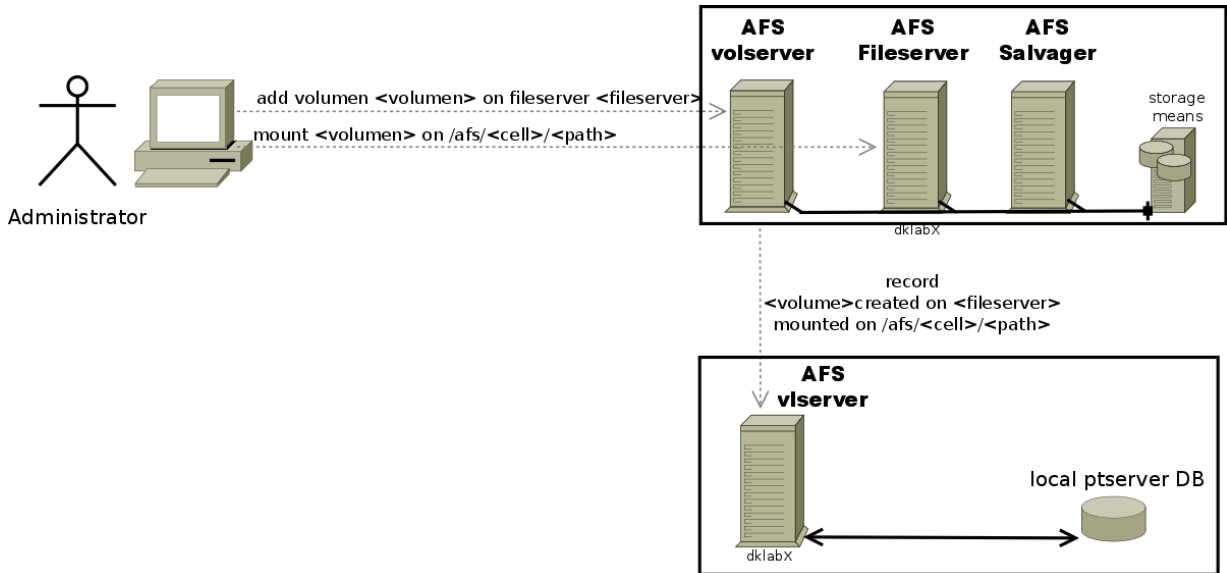 AFS
volserver
AFS
Fileserver
AFS
Salvager
storage
means
add volumen <volumen> on fileserver <fileserver>
mount <volumen> on /afs/<cell>/<path>
Administrator
dklabX
record
<volume>created on <fileserver>
mounted on /afs/<cell>/<path>
AFS
vlserver
local ptserver DB
dklabX